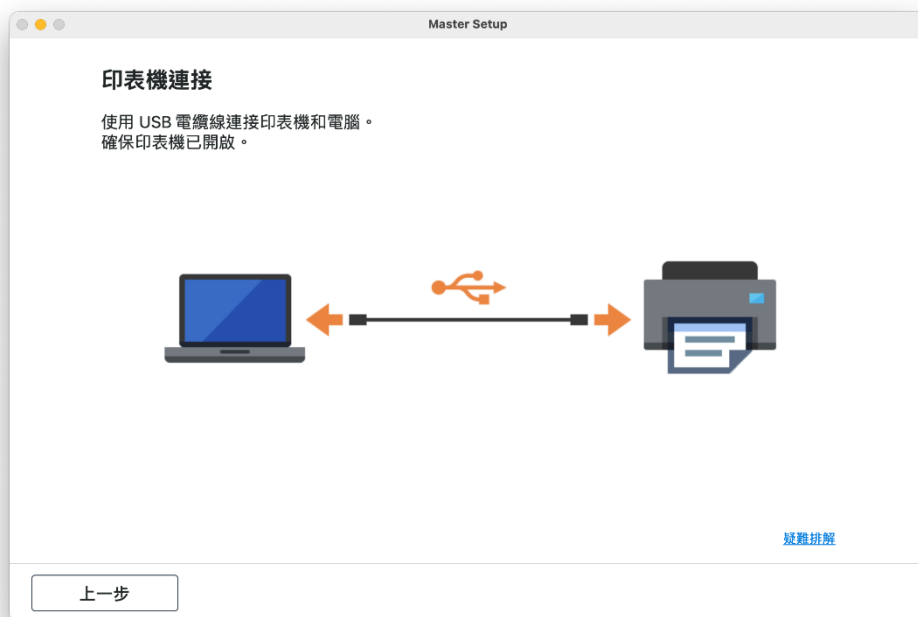 Master Setup
印表機連接
使用 USB 電纜線連接印表機和電腦。
確保印表機已開啟。
疑難排解
上一步